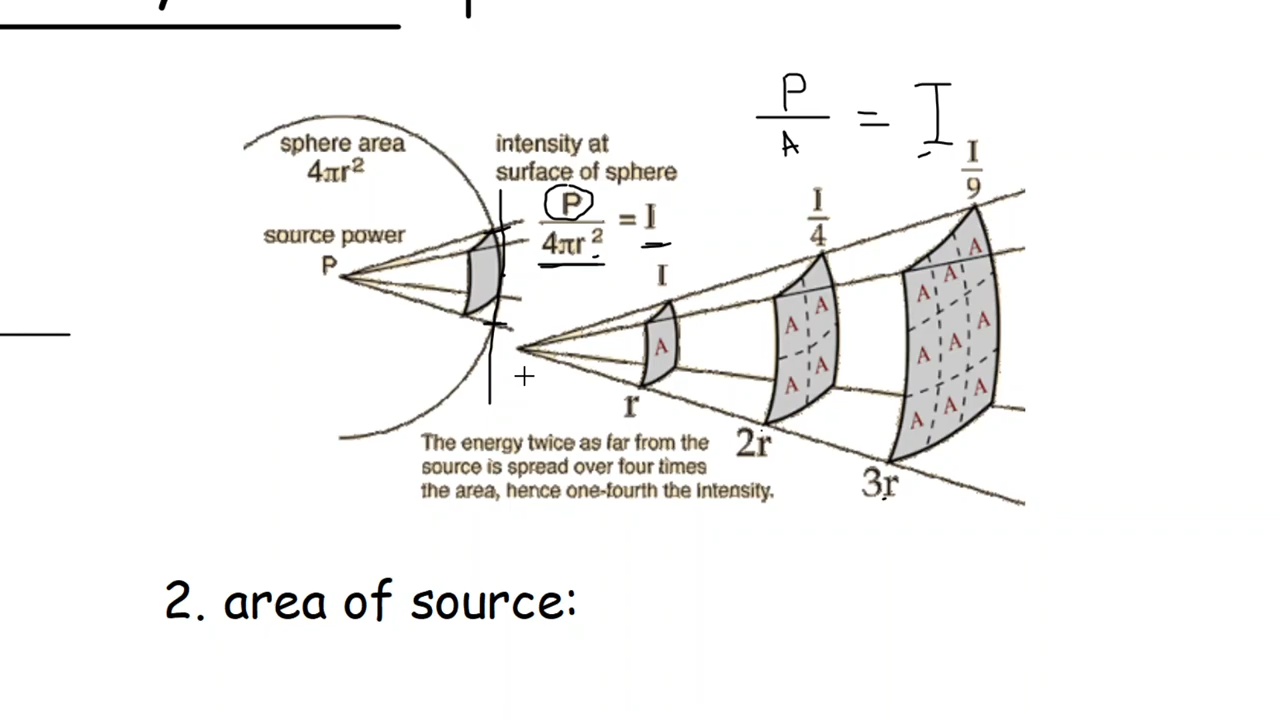 P
A
= I
sphere area
4πr²
intensity at
surface of sphere
P
4πr²
= I
source power
P
I
I
4
I
9
A
A A
A A
A A A
A A A
A A A
r
2r
3r
The energy twice as far from the
source is spread over four times
the area, hence one-fourth the intensity.
2. area of source: